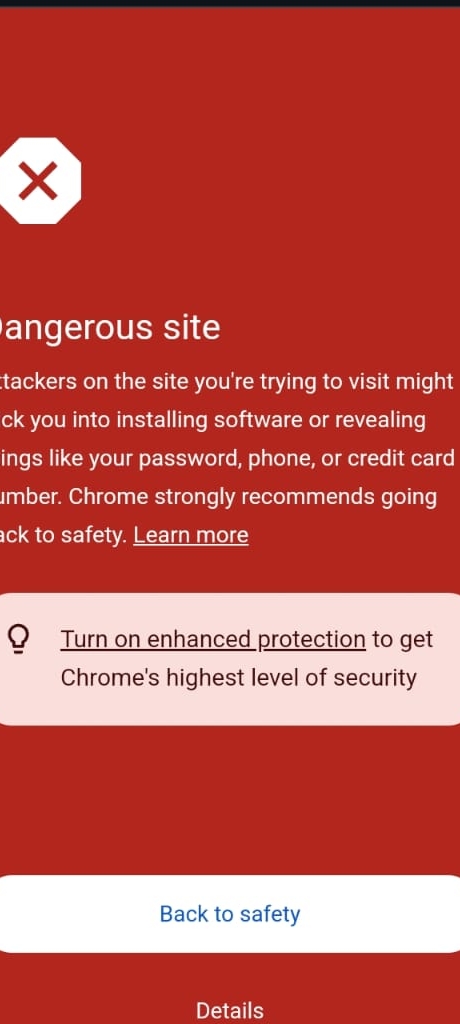 Dangerous site
ttackers on the site you're trying to visit might
ick you into installing software or revealing
ings like your password, phone, or credit card
umber. Chrome strongly recommends going
ack to safety. Learn more
Turn on enhanced protection to get
Chrome's highest level of security
Back to safety
Details